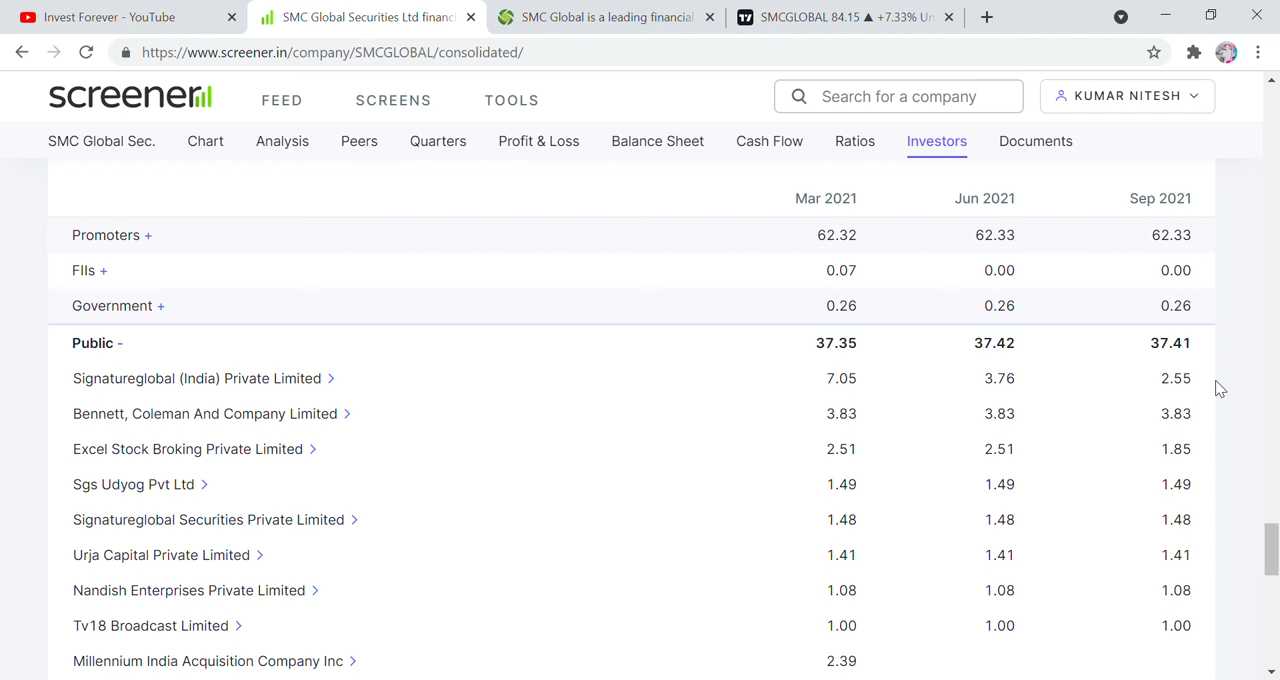 Invest Forever - YouTube
SMC Global Securities Ltd financi
SMC Global is a leading financial
SMCGLOBAL 84.15 ▲ +7.33% Un
https://www.screener.in/company/SMCGLOBAL/consolidated/
screener
FEED
SCREENS
TOOLS
Search for a company
KUMAR NITESH
SMC Global Sec. Chart Analysis Peers Quarters Profit & Loss Balance Sheet Cash Flow Ratios Investors Documents
Mar 2021 Jun 2021 Sep 2021
Promoters + 62.32 62.33 62.33
FIIs + 0.07 0.00 0.00
Government + 0.26 0.26 0.26
Public - 37.35 37.42 37.41
Signatureglobal (India) Private Limited > 7.05 3.76 2.55
Bennett, Coleman And Company Limited > 3.83 3.83 3.83
Excel Stock Broking Private Limited > 2.51 2.51 1.85
Sgs Udyog Pvt Ltd > 1.49 1.49 1.49
Signatureglobal Securities Private Limited > 1.48 1.48 1.48
Urja Capital Private Limited > 1.41 1.41 1.41
Nandish Enterprises Private Limited > 1.08 1.08 1.08
Tv18 Broadcast Limited > 1.00 1.00 1.00
Millennium India Acquisition Company Inc > 2.39